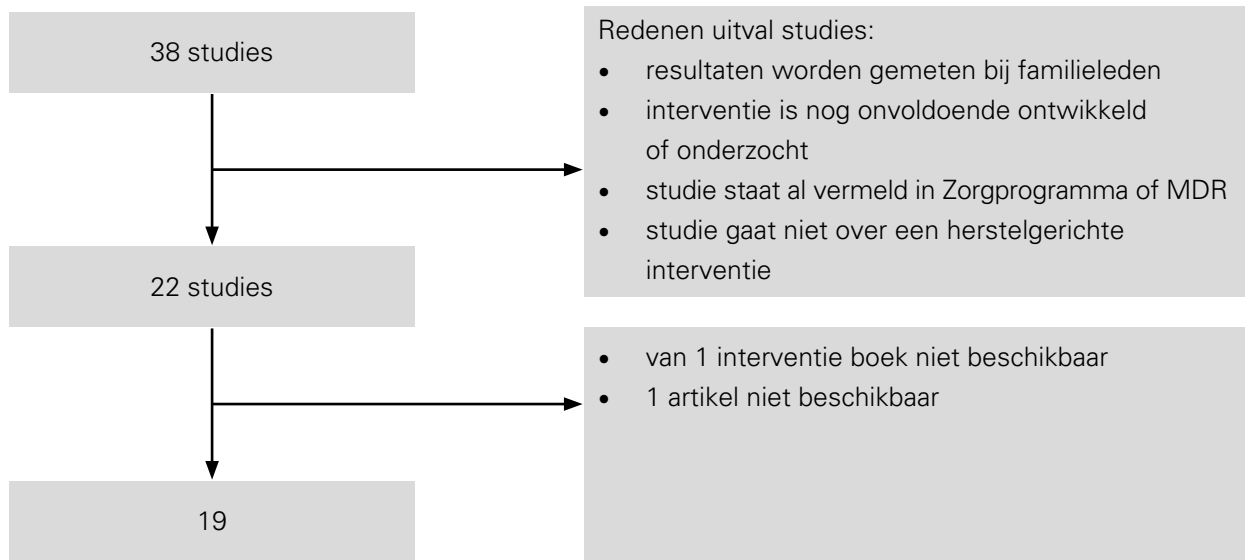 38 studies
Redenen uitval studies:
• resultaten worden gemeten bij familieleden
• interventie is nog onvoldoende ontwikkeld
of onderzocht
• studie staat al vermeld in Zorgprogramma of MDR
• studie gaat niet over een herstelgerichte
interventie
22 studies
• van 1 interventie boek niet beschikbaar
• 1 artikel niet beschikbaar
19